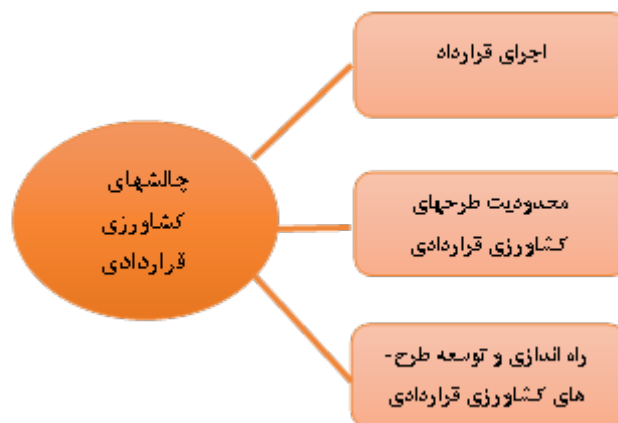 اجرای قرارداد
چالشهای
کشاورزی
قراردادی
محدودیت طرحهای
کشاورزی قراردادی
راه اندازی و توسعه طرح-
های کشاورزی قراردادی